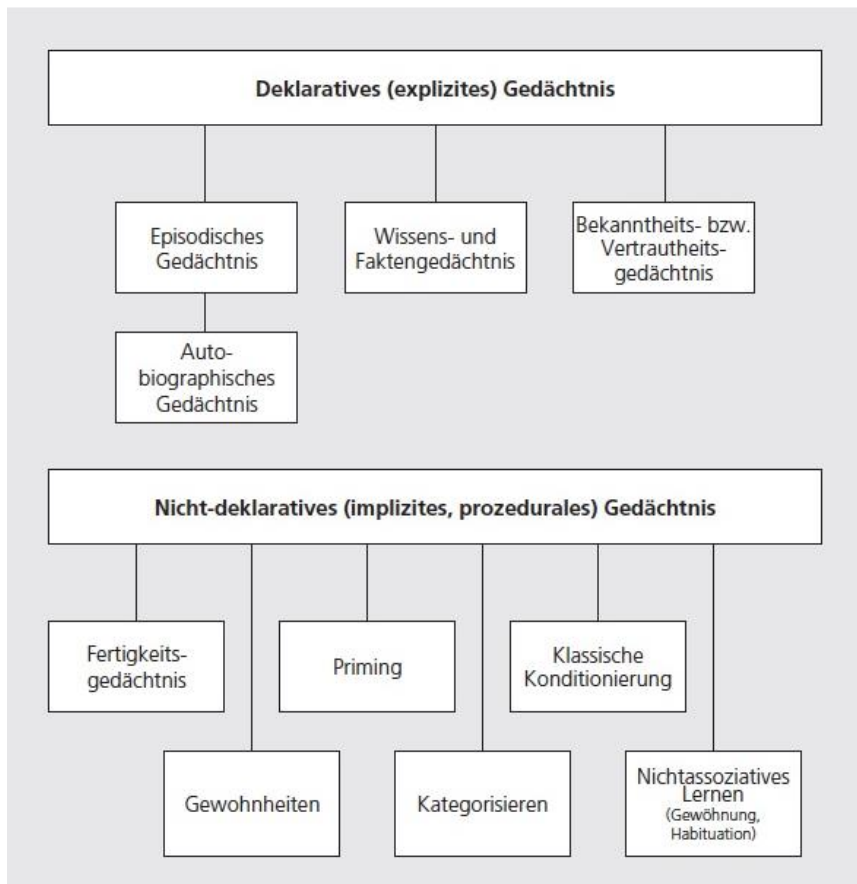 Deklaratives (explizites) Gedächtnis
Episodisches
Gedächtnis
Wissens- und
Faktengedächtnis
Bekanntheits- bzw.
Vertrautheits-
gedächtnis
Auto-
biographisches
Gedächtnis
Nicht-deklaratives (implizites, prozedurales) Gedächtnis
Fertigkeits-
gedächtnis
Priming
Klassische
Konditionierung
Gewohnheiten
Kategorisieren
Nichtassoziatives
Lernen
(Gewöhnung,
Habituation)